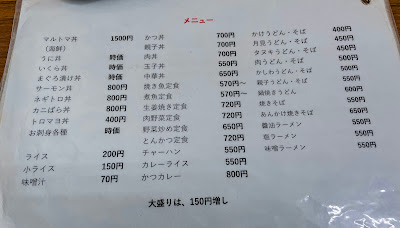 メニュー
マルトマ丼 1500円
（海鮮）
うに丼 時価
いくら丼 時価
まぐろ漬け丼 時価
サーモン丼 800円
ネギトロ丼 800円
カニばら丼 800円
トロマヨ丼 400円
お刺身各種 時価
ライス 200円
小ライス 150円
味噌汁 70円
かつ丼 700円
親子丼 700円
肉丼 700円
玉子丼 550円
中華丼 650円
焼き魚定食 570円～
煮魚定食 570円～
生姜焼き定食 720円
肉野菜定食 720円
野菜炒め定食 650円
とんかつ定食 720円
チャーハン 550円
カレーライス 550円
かつカレー 800円
かけうどん・そば 400円
月見うどん・そば 450円
タヌキうどん・そば 450円
肉うどん・そば 500円
かしわうどん・そば 550円
親子うどん・そば 550円
鍋焼きうどん 600円
焼きそば 550円
あんかけ焼きそば 650円
醤油ラーメン 550円
塩ラーメン 550円
味噌ラーメン 550円
大盛りは、150円増し